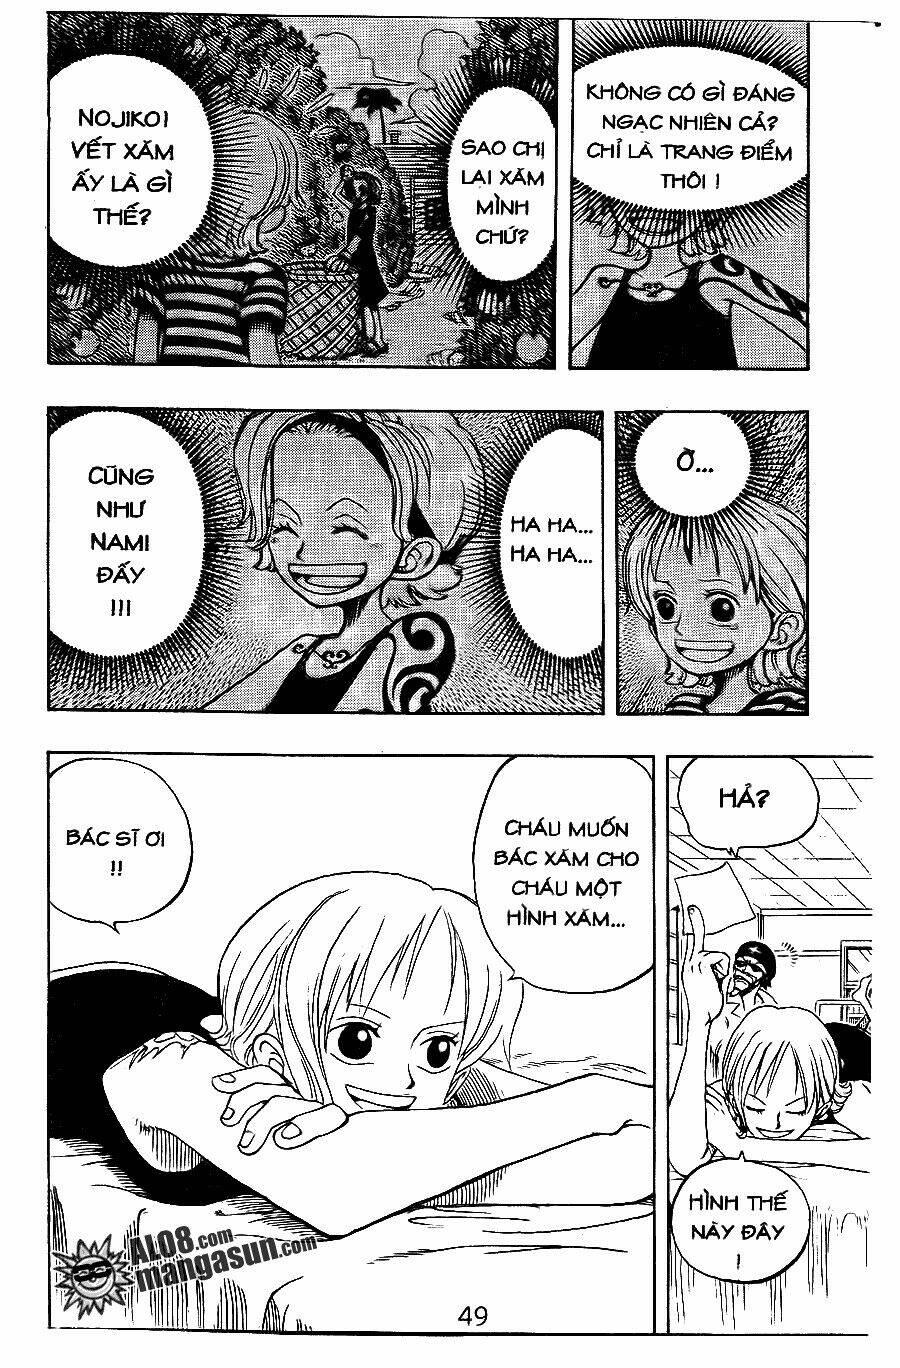 NOJIKO!
VẾT XĂM
ẤY LÀ GÌ
THẾ?
SAO CHỊ
LẠI XĂM
MÌNH
CHỨ?
KHÔNG CÓ GÌ ĐÁNG
NGẠC NHIÊN CẢ?
CHỈ LÀ TRANG ĐIỂM
THÔI !
CŨNG
NHƯ
NAMI
ĐẤY
!!!
HA HA...
HA HA...
Ờ...
BÁC SĨ ƠI
!!
CHÁU MUỐN
BÁC XĂM CHO
CHÁU MỘT
HÌNH XĂM...
HẢ?
HÌNH THẾ
NÀY ĐÂY
!
AL08.com
mangasun.com
49